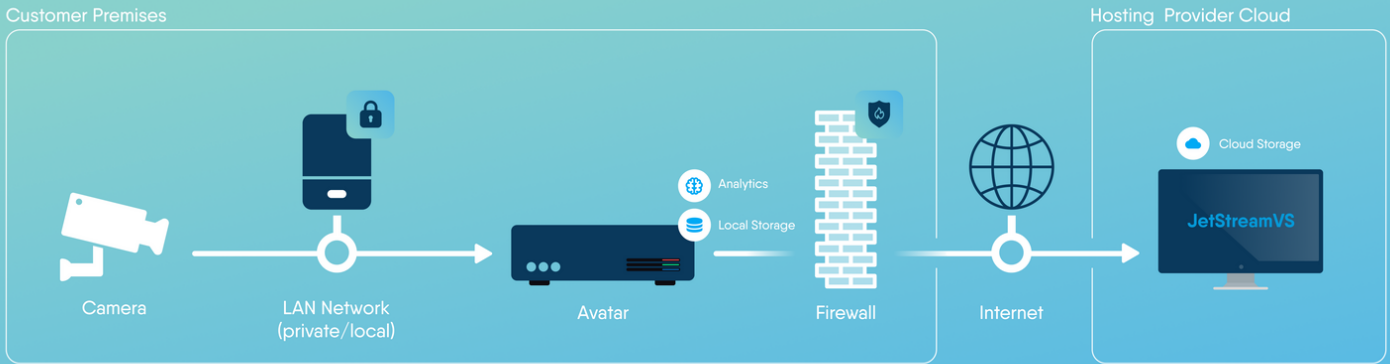 Customer Premises
Hosting Provider Cloud
Cloud Storage
Analytics
Local Storage
JetStreamVS
Camera
LAN Network
(private/local)
Avatar
Firewall
Internet